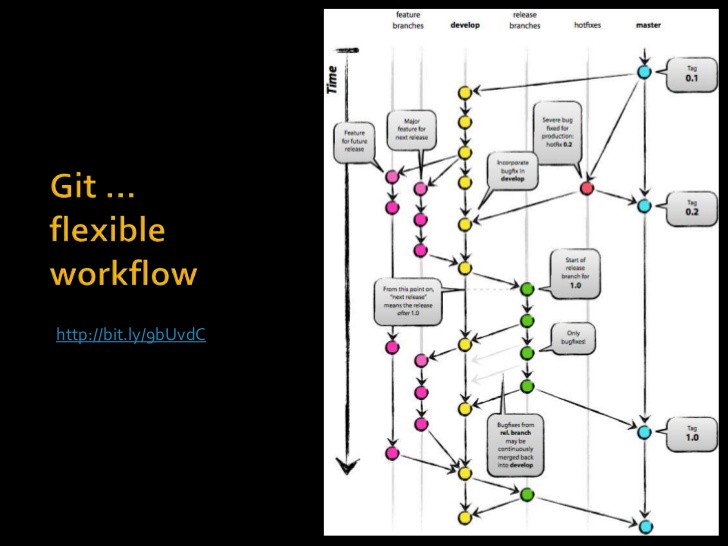 Git ...
flexible
workflow
http://bit.ly/9bUvdC
feature
branches
develop
release
branches
hotfixes
master
Time
Tag
0.1
Major
feature for
next release
Feature
for future
release
Severe bug
fixed for
production:
hotfix 0.2
Incorporate
bugfix in
develop
Tag
0.2
Start of
release
branch for
1.0
From this point on,
"next release"
means the release
after 1.0
Only
bugfixes!
Bugfixes from
rel. branch
may be
continuously
merged back
into develop
Tag
1.0